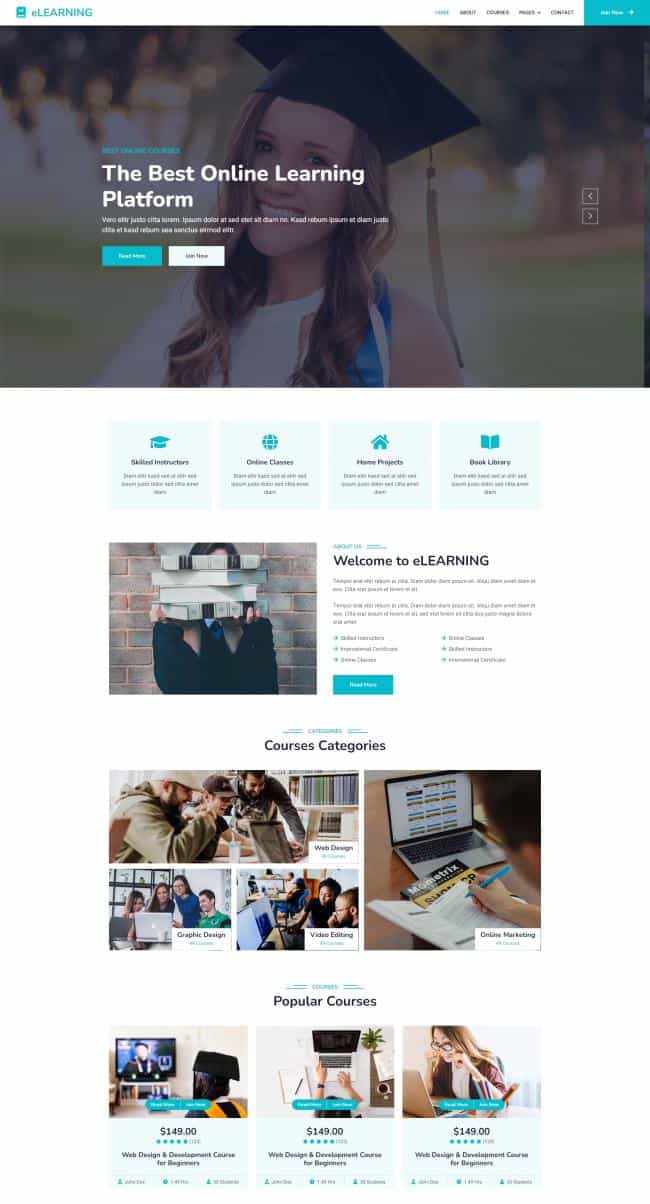 eLEARNING
HOME ABOUT COURSES PAGES CONTACT Join Now
BEST ONLINE COURSES
The Best Online Learning
Platform
Vero elitr justo clita lorem. Ipsum dolor at sed stet sit diam no. Kasd rebum ipsum et diam justo
clita et kasd rebum sea sanctus eirmod elitr.
Read More Join Now
Skilled Instructors
Diam elitr kasd sed at elitr sed
ipsum justo dolor sed clita amet
diam
Online Classes
Diam elitr kasd sed at elitr sed
ipsum justo dolor sed clita amet
diam
Home Projects
Diam elitr kasd sed at elitr sed
ipsum justo dolor sed clita amet
diam
Book Library
Diam elitr kasd sed at elitr sed
ipsum justo dolor sed clita amet
diam
ABOUT US
Welcome to eLEARNING
Tempor erat elitr rebum at clita. Diam dolor diam ipsum sit. Aliqu diam amet diam et
eos. Clita erat ipsum et lorem et sit.
Tempor erat elitr rebum at clita. Diam dolor diam ipsum sit. Aliqu diam amet diam et
eos. Clita erat ipsum et lorem et sit, sed stet lorem sit clita duo justo magna dolore
erat amet
Skilled Instructors
Online Classes
International Certificate
Skilled Instructors
Online Classes
International Certificate
Read More
CATEGORIES
Courses Categories
Web Design
49 Courses
Graphic Design
49 Courses
Video Editing
49 Courses
Mometrix
Online Marketing
49 Courses
COURSES
Popular Courses
Read More Join Now
$149.00
(123)
Web Design & Development Course
for Beginners
John Doe 1.49 Hrs 30 Students
Read More Join Now
$149.00
(123)
Web Design & Development Course
for Beginners
John Doe 1.49 Hrs 30 Students
Read More Join Now
$149.00
(123)
Web Design & Development Course
for Beginners
John Doe 1.49 Hrs 30 Students